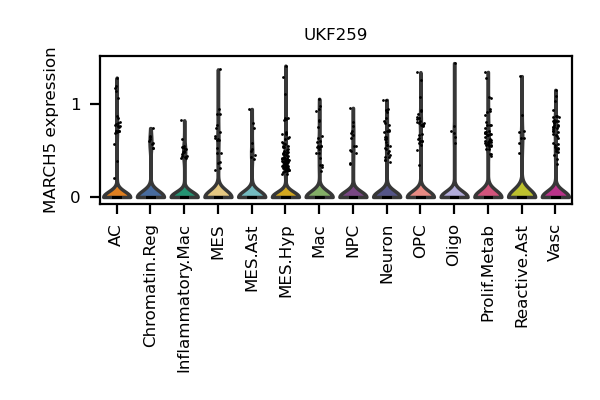 UKF259
MARCH5 expression
1
0
AC
Chromatin.Reg
Inflammatory.Mac
MES
MES.Ast
MES.Hyp
Mac
NPC
Neuron
OPC
Oligo
Prolif.Metab
Reactive.Ast
Vasc